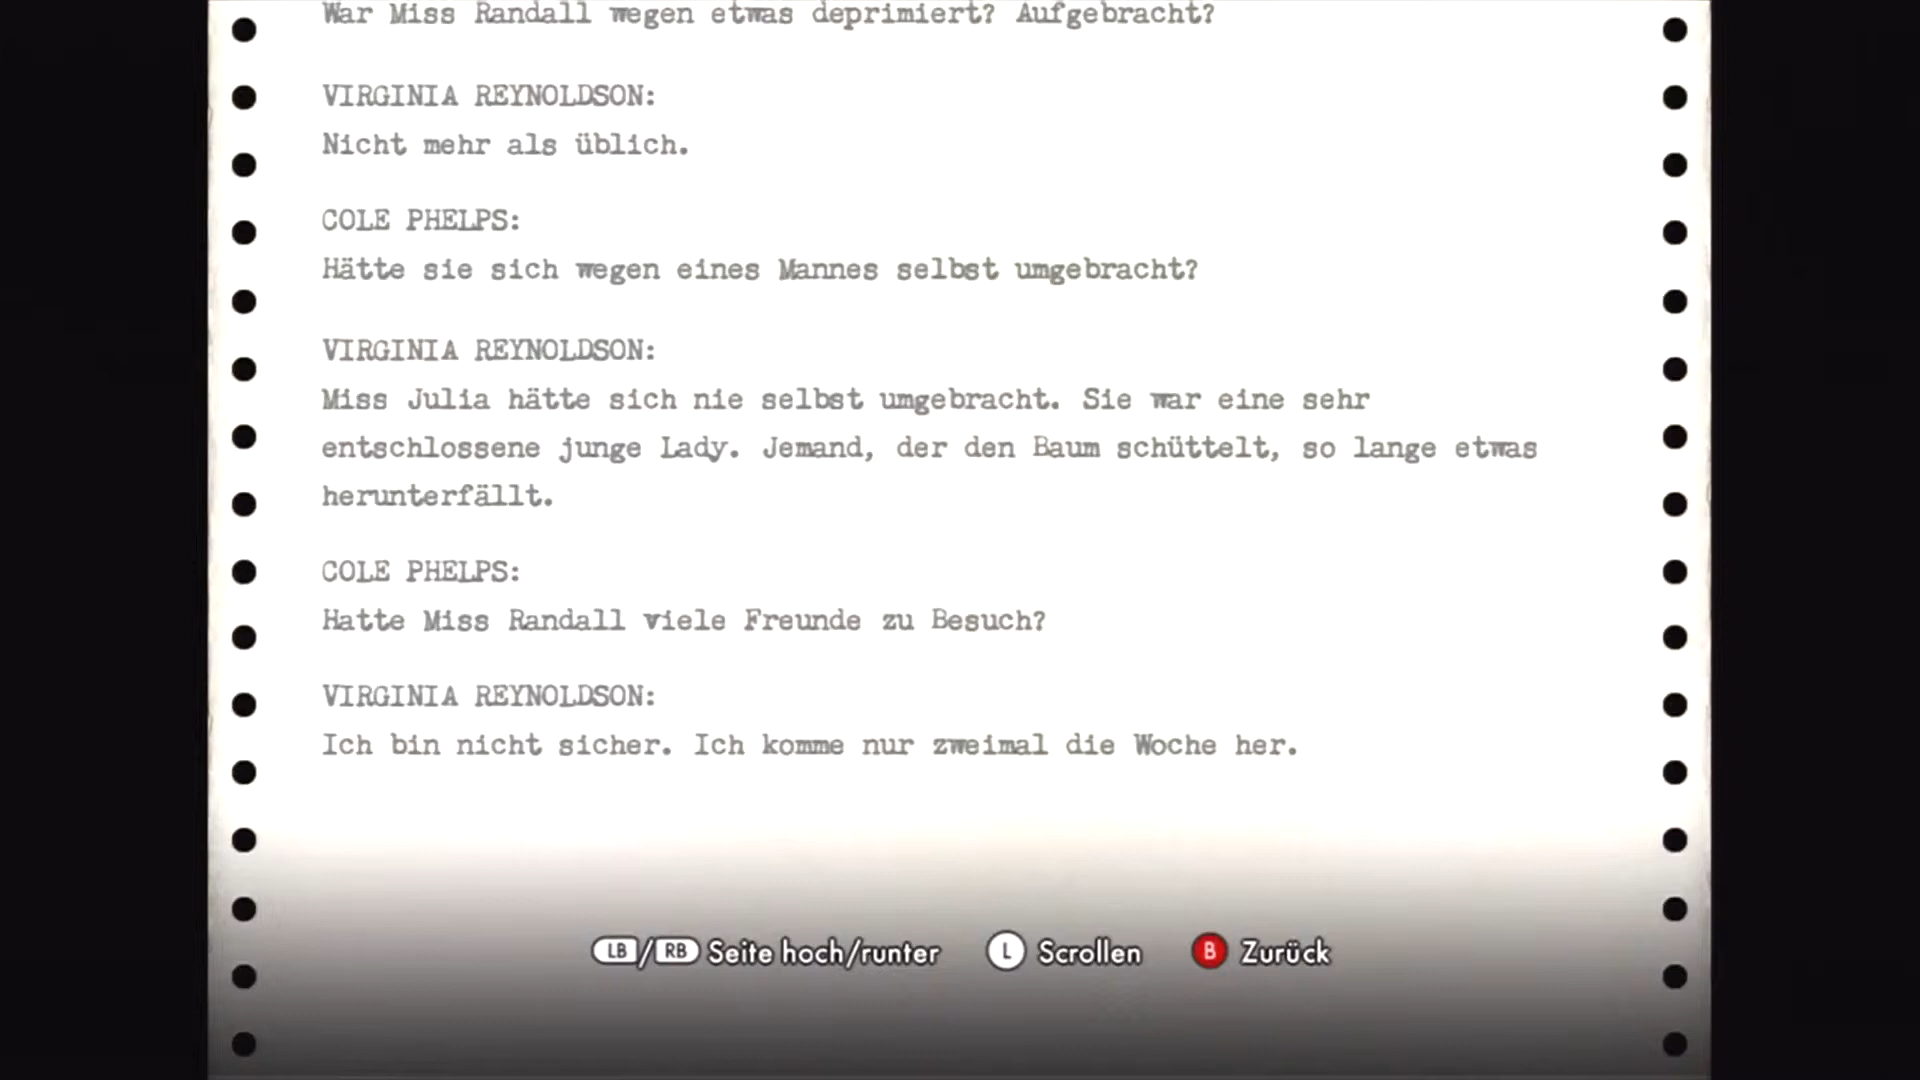 War Miss Randall wegen etwas deprimiert? Aufgebracht?
VIRGINIA REYNOLDSON:
Nicht mehr als üblich.
COLE PHELPS:
Hätte sie sich wegen eines Mannes selbst umgebracht?
VIRGINIA REYNOLDSON:
Miss Julia hätte sich nie selbst umgebracht. Sie war eine sehr
entschlossene junge Lady. Jemand, der den Baum schüttelt, so lange etwas
herunterfällt.
COLE PHELPS:
Hatte Miss Randall viele Freunde zu Besuch?
VIRGINIA REYNOLDSON:
Ich bin nicht sicher. Ich komme nur zweimal die Woche her.
LB/RB Seite hoch/runter L Scrollen B Zurück